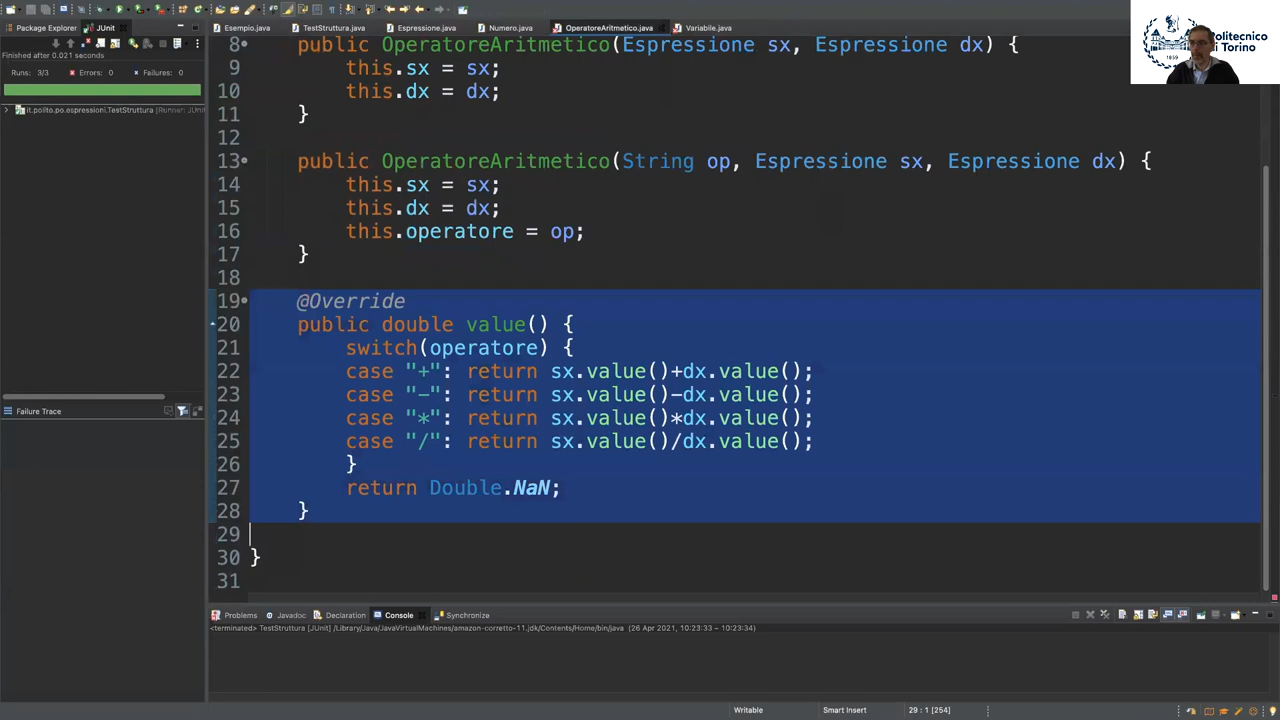 Package Explorer JUnit
Finished after 0.021 seconds
Runs: 3/3 Errors: 0 Failures: 0
it.polito.po.espressioni.TestStruttura [Runner: JUnit
Failure Trace
Esempio.java TestStruttura.java Espressione.java Numero.java OperatoreAritmetico.java Variabile.java
8 public OperatoreAritmetico(Espressione sx, Espressione dx) {
9 this.sx = sx;
10 this.dx = dx;
11 }
12
13 public OperatoreAritmetico(String op, Espressione sx, Espressione dx) {
14 this.sx = sx;
15 this.dx = dx;
16 this.operatore = op;
17 }
18
19 @Override
20 public double value() {
21 switch(operatore) {
22 case "+": return sx.value()+dx.value();
23 case "-": return sx.value()-dx.value();
24 case "*": return sx.value()*dx.value();
25 case "/": return sx.value()/dx.value();
26 }
27 return Double.NaN;
28 }
29
30 }
31
Problems Javadoc Declaration Console Synchronize
<terminated> TestStruttura [JUnit] /Library/Java/JavaVirtualMachines/amazon-corretto-11.jdk/Contents/Home/bin/java (26 Apr 2021, 10:23:33 – 10:23:34)
Writable Smart Insert 29 : 1 [254]
1859
Politecnico
di Torino